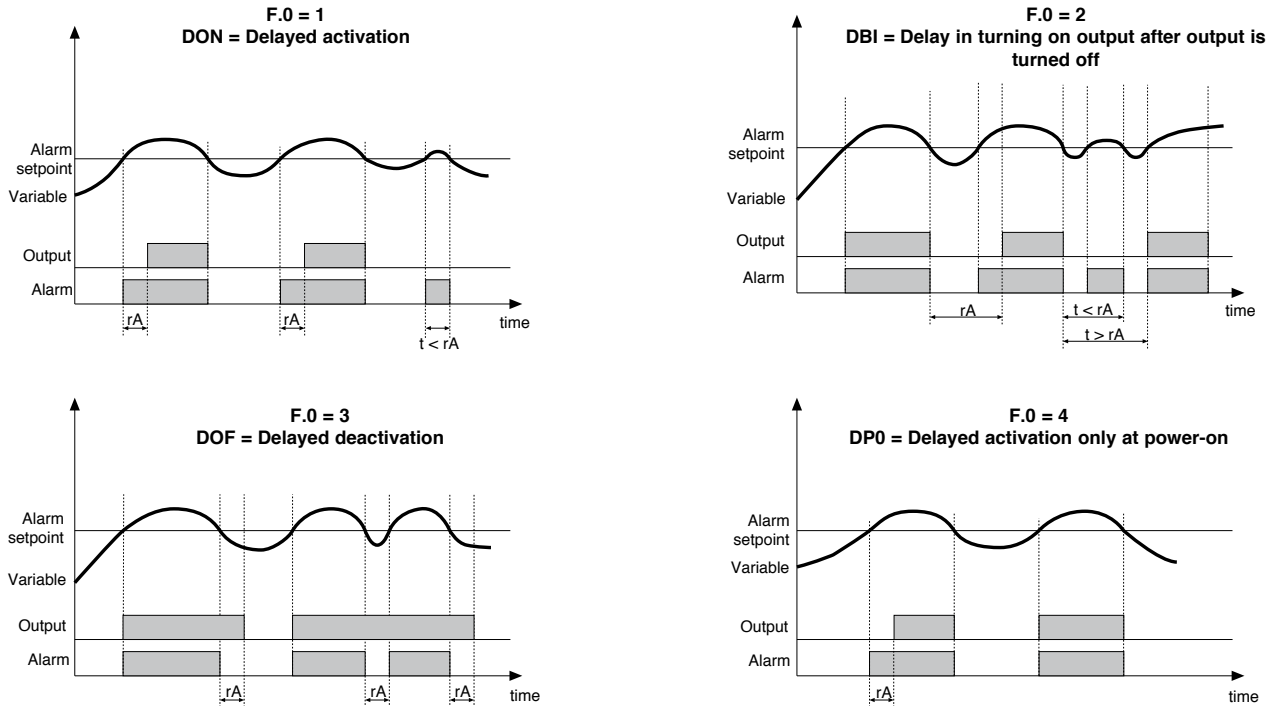 F.0 = 1
DON = Delayed activation
Alarm
setpoint
Variable
Output
Alarm
rA
rA
t < rA
time
F.0 = 2
DBI = Delay in turning on output after output is
turned off
Alarm
setpoint
Variable
Output
Alarm
rA
t < rA
t > rA
time
F.0 = 3
DOF = Delayed deactivation
Alarm
setpoint
Variable
Output
Alarm
rA
rA
rA
time
F.0 = 4
DP0 = Delayed activation only at power-on
Alarm
setpoint
Variable
Output
Alarm
rA
time